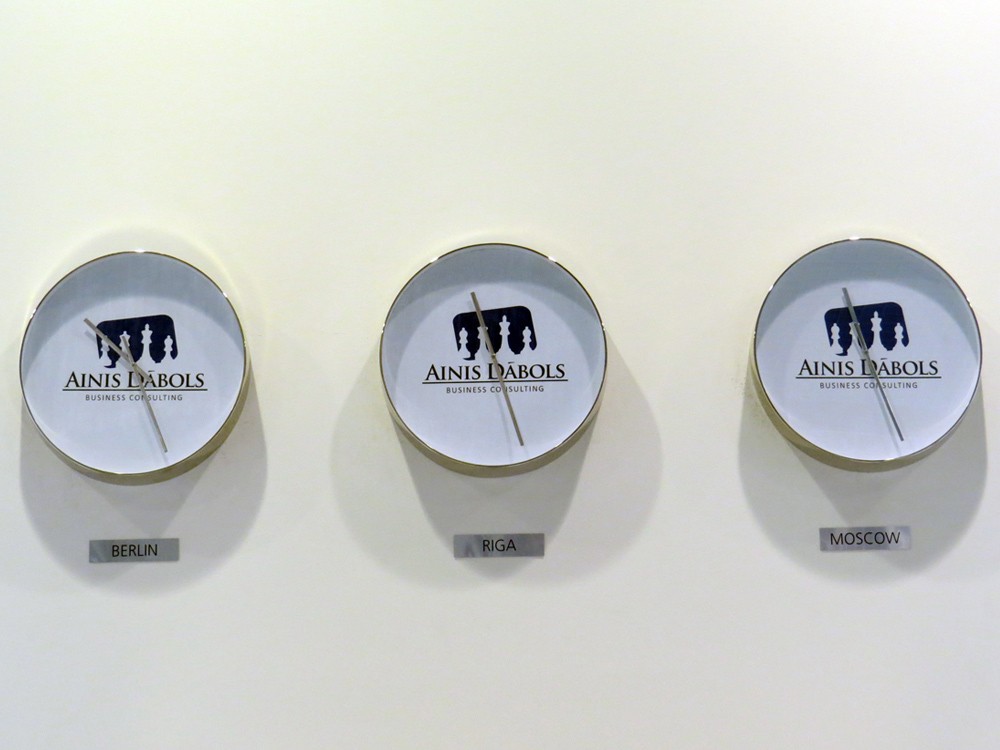 AINIS DĀBOLS
BUSINESS CONSULTING
BERLIN
AINIS DĀBOLS
BUSINESS CONSULTING
RIGA
AINIS DĀBOLS
BUSINESS CONSULTING
MOSCOW